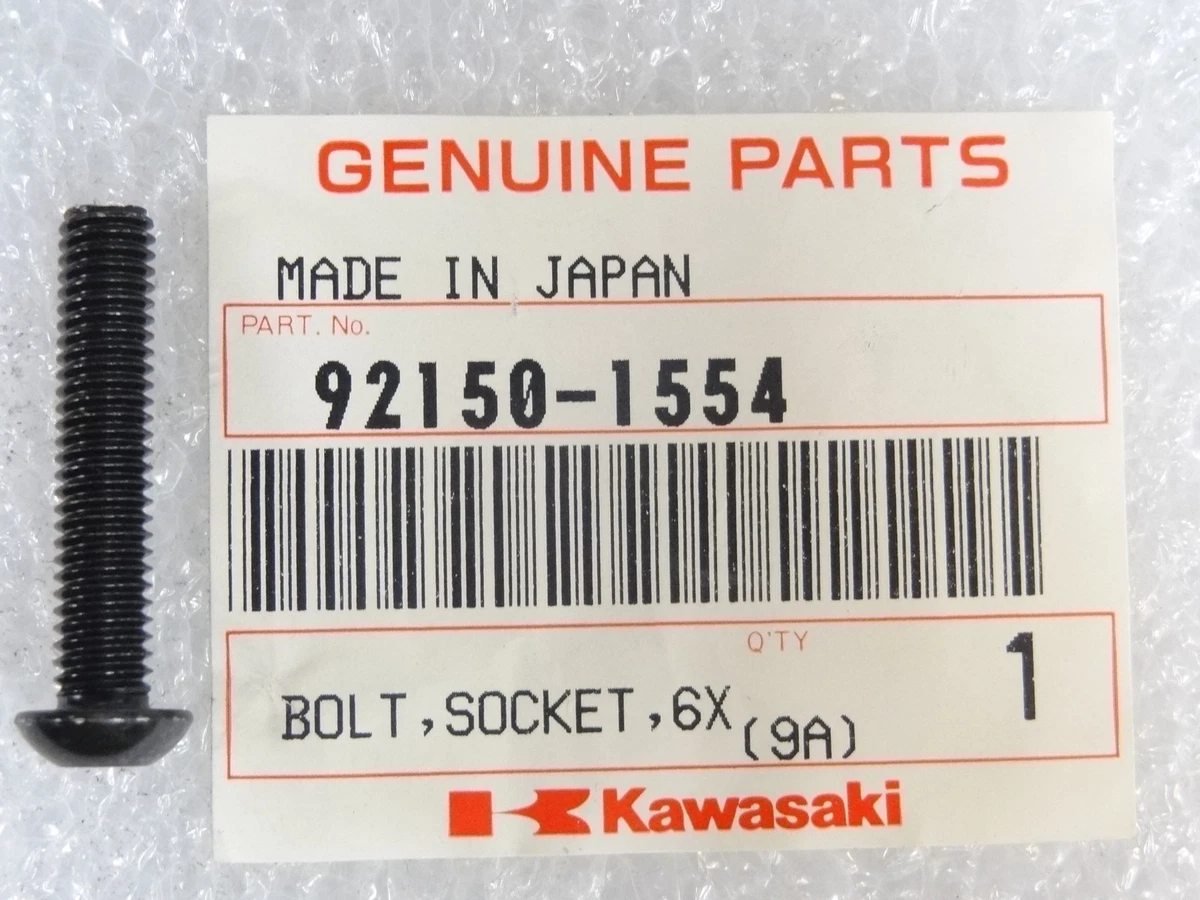 GENUINE PARTS
MADE IN JAPAN
PART. No.
92150-1554
Q'TY
1
BOLT,SOCKET,6X
(9A)
Kawasaki